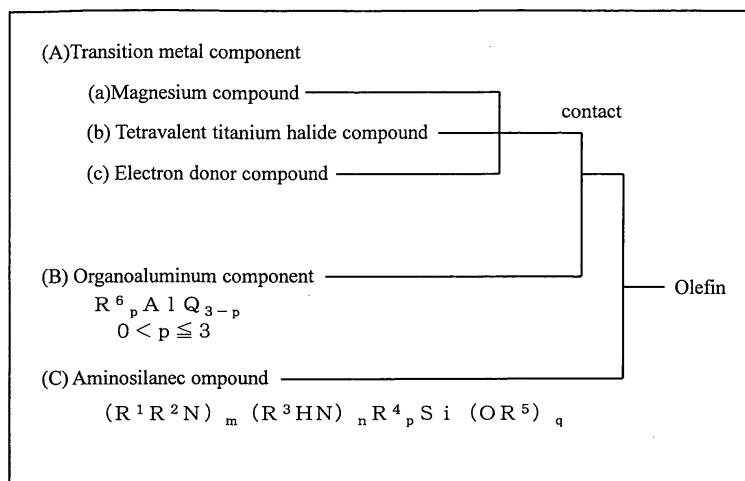 (A)Transition metal component
(a)Magnesium compound
contact
(b) Tetravalent titanium halide compound
(c) Electron donor compound
(B) Organoaluminum component
Olefin
R⁶ₚAlQ₃₋ₚ
0<p≦3
(C) Aminosilanec ompound
(R¹R²N)ₘ(R³HN)ₙR⁴ₚSi(OR⁵)q